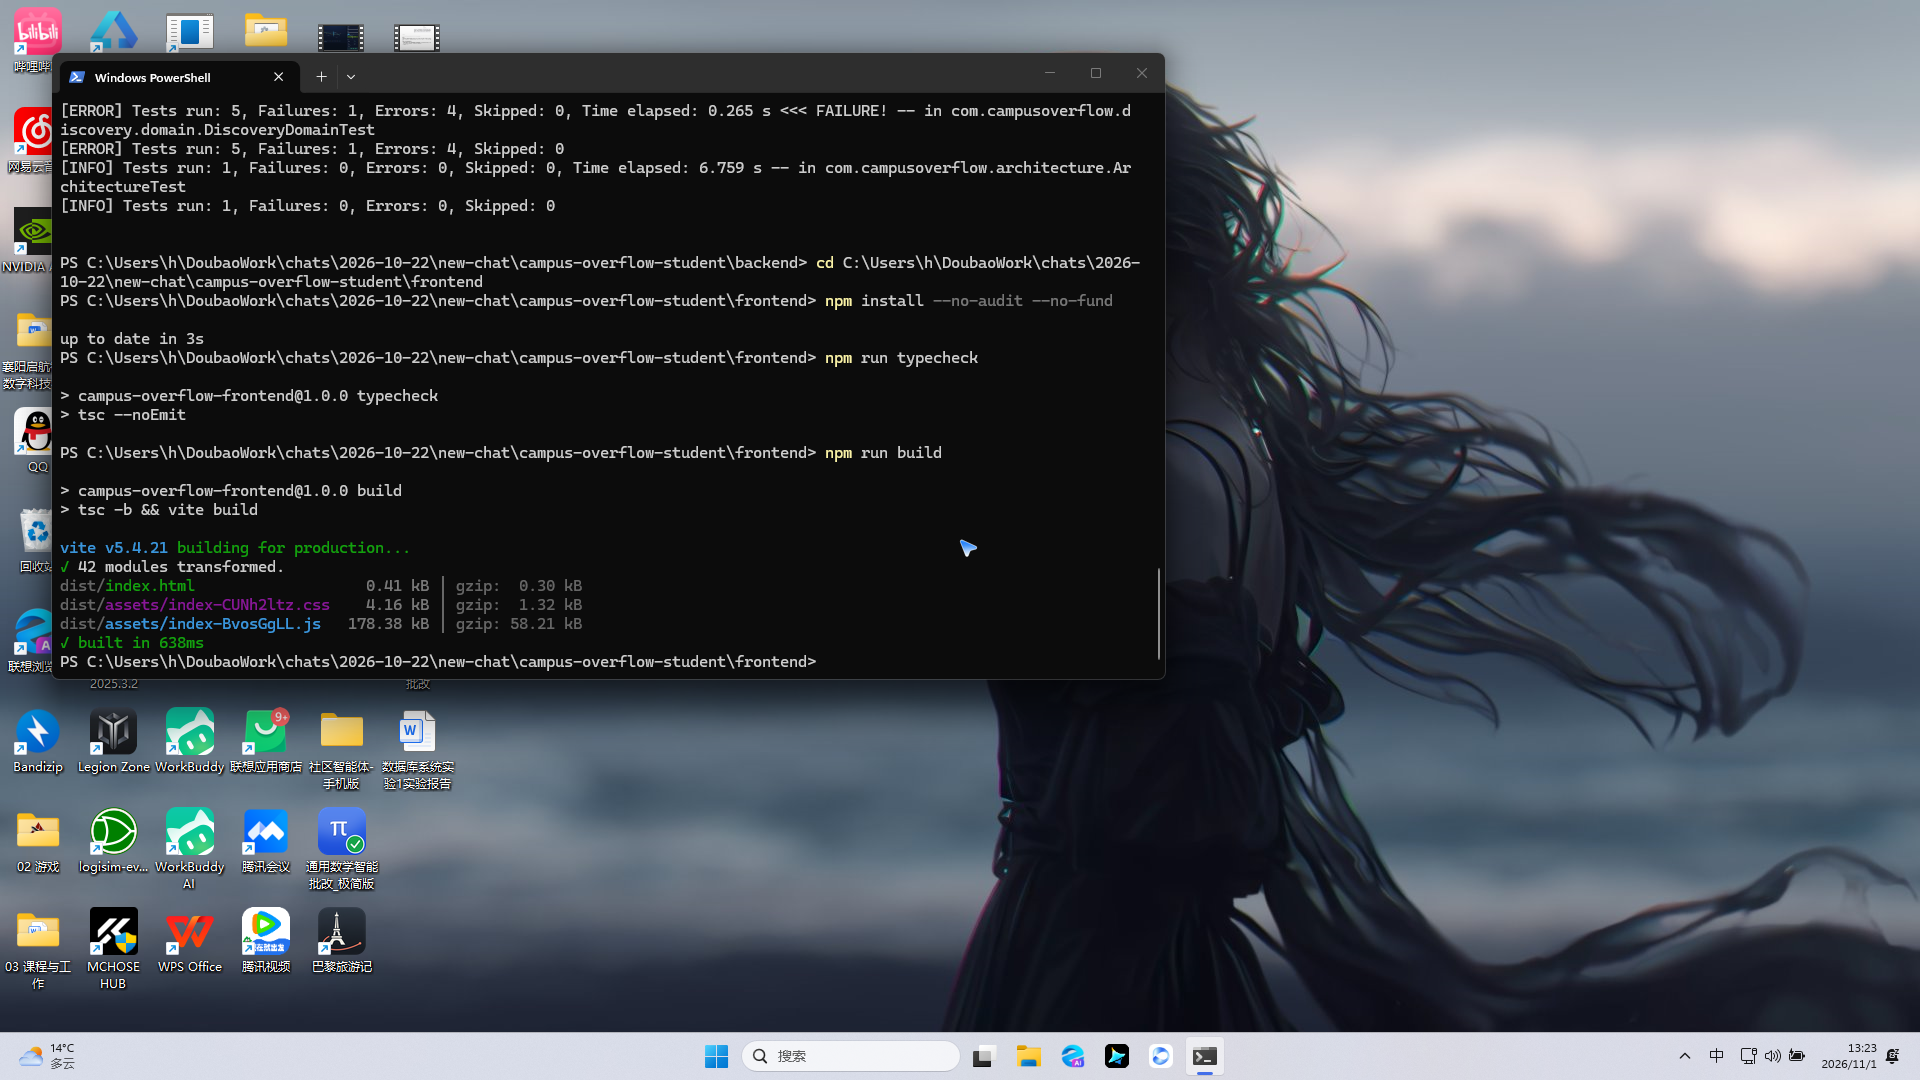 bilibili
哔哩哔
Windows PowerShell
[ERROR] Tests run: 5, Failures: 1, Errors: 4, Skipped: 0, Time elapsed: 0.265 s <<< FAILURE! -- in com.campusoverflow.d
iscovery.domain.DiscoveryDomainTest
[ERROR] Tests run: 5, Failures: 1, Errors: 4, Skipped: 0
[INFO] Tests run: 1, Failures: 0, Errors: 0, Skipped: 0, Time elapsed: 6.759 s -- in com.campusoverflow.architecture.Ar
chitectureTest
[INFO] Tests run: 1, Failures: 0, Errors: 0, Skipped: 0
PS C:\Users\h\DoubaoWork\chats\2026-10-22\new-chat\campus-overflow-student\backend> cd C:\Users\h\DoubaoWork\chats\2026-
10-22\new-chat\campus-overflow-student\frontend
PS C:\Users\h\DoubaoWork\chats\2026-10-22\new-chat\campus-overflow-student\frontend> npm install --no-audit --no-fund
up to date in 3s
PS C:\Users\h\DoubaoWork\chats\2026-10-22\new-chat\campus-overflow-student\frontend> npm run typecheck
> campus-overflow-frontend@1.0.0 typecheck
> tsc --noEmit
PS C:\Users\h\DoubaoWork\chats\2026-10-22\new-chat\campus-overflow-student\frontend> npm run build
> campus-overflow-frontend@1.0.0 build
> tsc -b && vite build
vite v5.4.21 building for production...
✓ 42 modules transformed.
dist/index.html 0.41 kB │ gzip: 0.30 kB
dist/assets/index-CUNh2ltz.css 4.16 kB │ gzip: 1.32 kB
dist/assets/index-BvosGgLL.js 178.38 kB │ gzip: 58.21 kB
✓ built in 638ms
PS C:\Users\h\DoubaoWork\chats\2026-10-22\new-chat\campus-overflow-student\frontend>
网易云音
NVIDIA
襄阳启航
数字科技
QQ
回收站
联想浏览
2025.3.2
批改
Bandizip
Legion Zone
WorkBuddy
9+
联想应用商店
社区智能体-
手机版
W
数据库系统实
验1实验报告
02 游戏
logisim-ev...
WorkBuddy
AI
腾讯会议
π
通用数学智能
批改_极简版
03 课程与工
作
MCHOSE
HUB
WPS Office
腾讯视频
巴黎旅游记
14°C
多云
搜索
中
13:23
2026/11/1